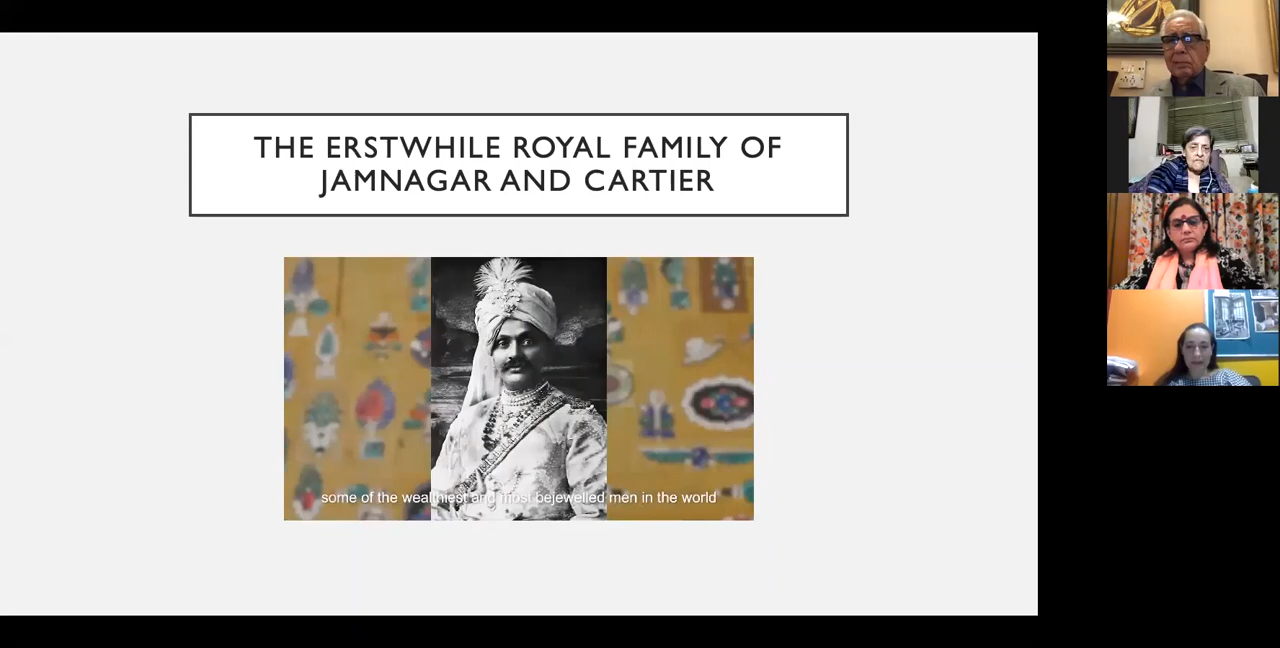 THE ERSTWHILE ROYAL FAMILY OF
JAMNAGAR AND CARTIER
some of the wealthiest and most bejewelled men in the world